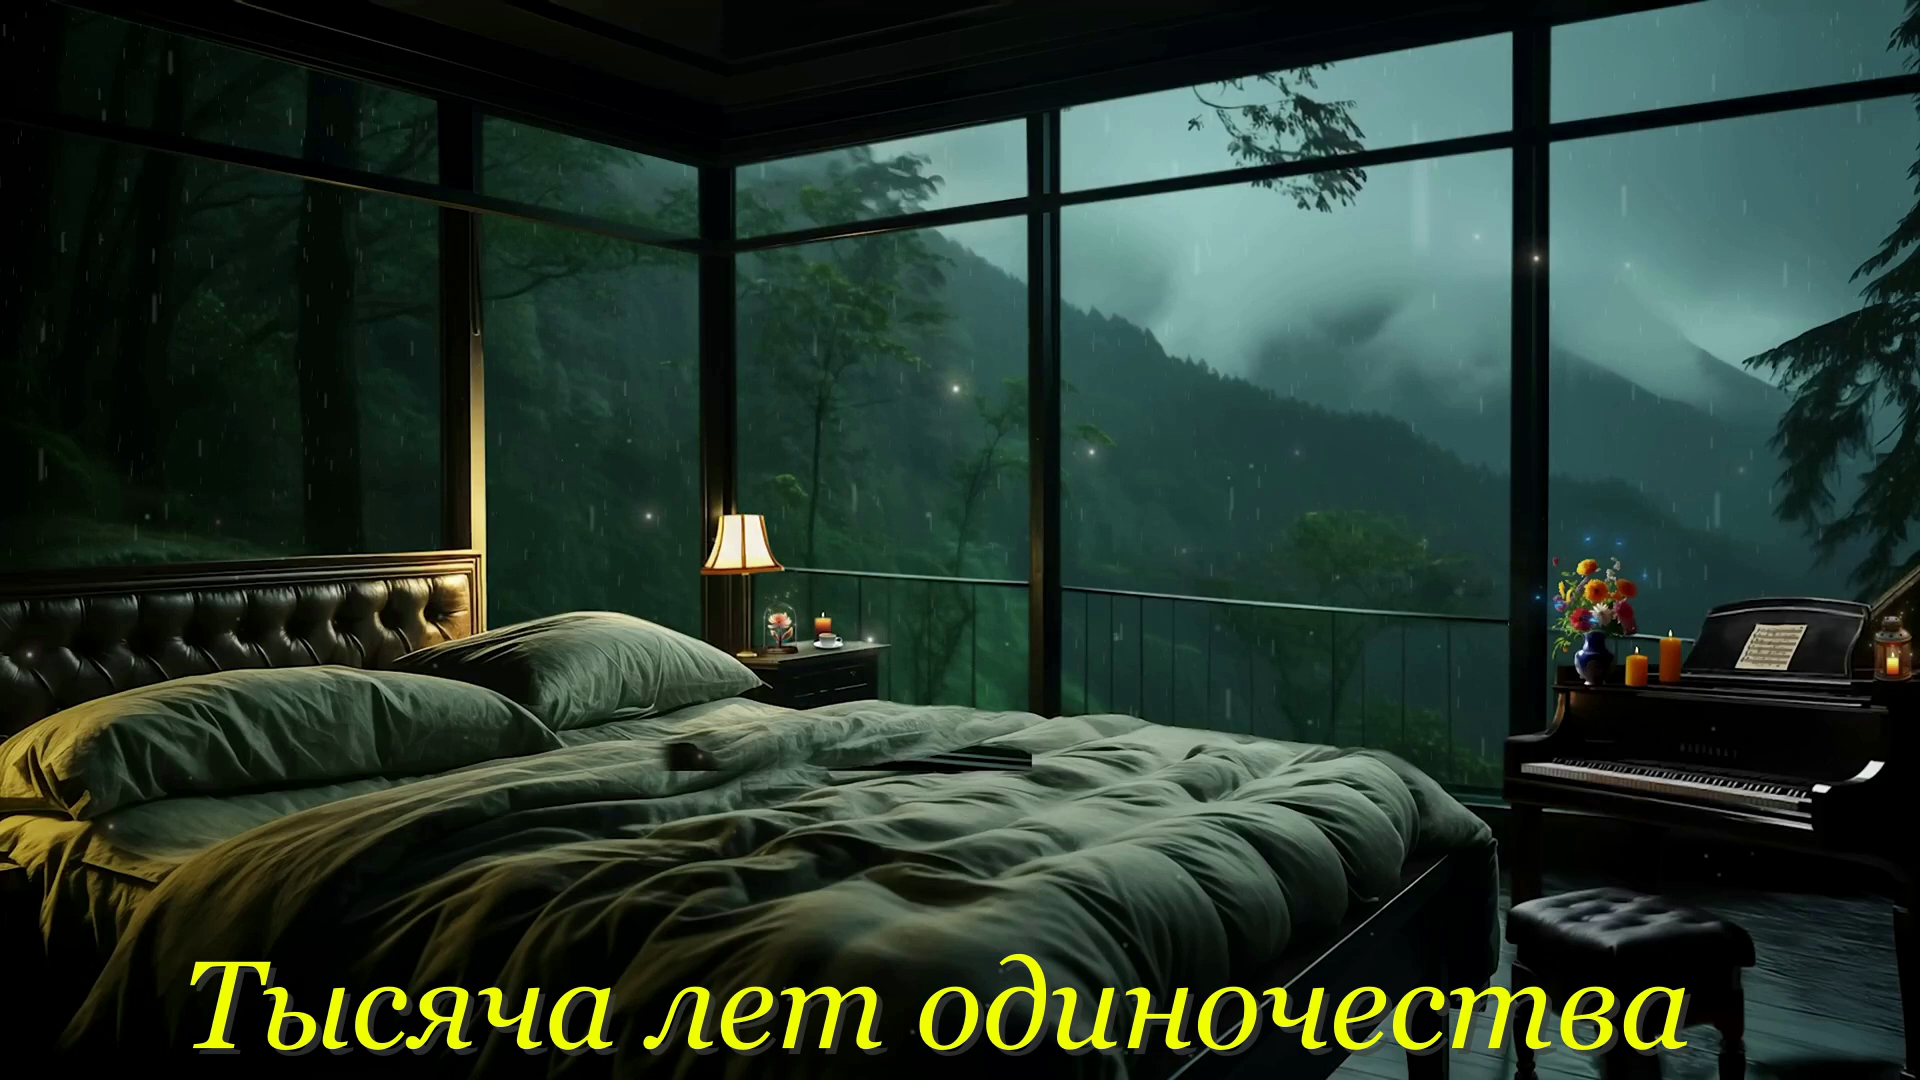 Тысяча лет одиночества